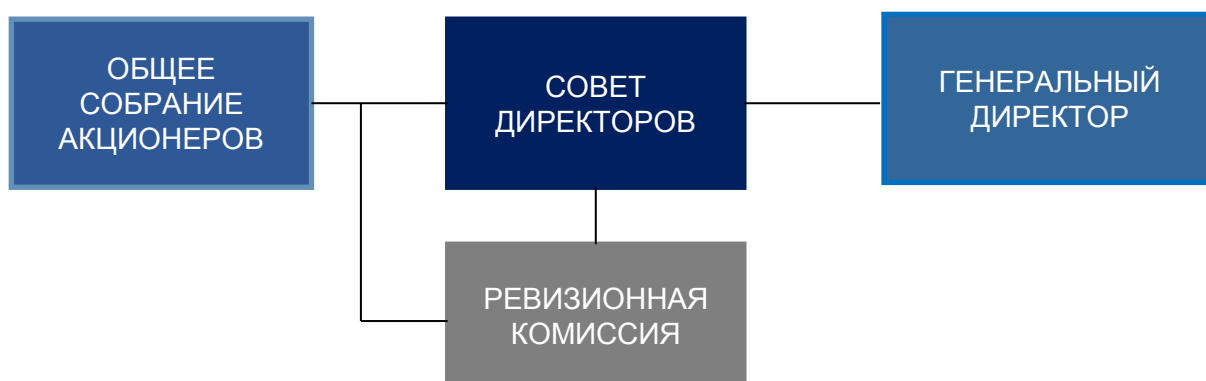 ОБЩЕЕ
СОБРАНИЕ
АКЦИОНЕРОВ
СОВЕТ
ДИРЕКТОРОВ
ГЕНЕРАЛЬНЫЙ
ДИРЕКТОР
РЕВИЗИОННАЯ
КОМИССИЯ